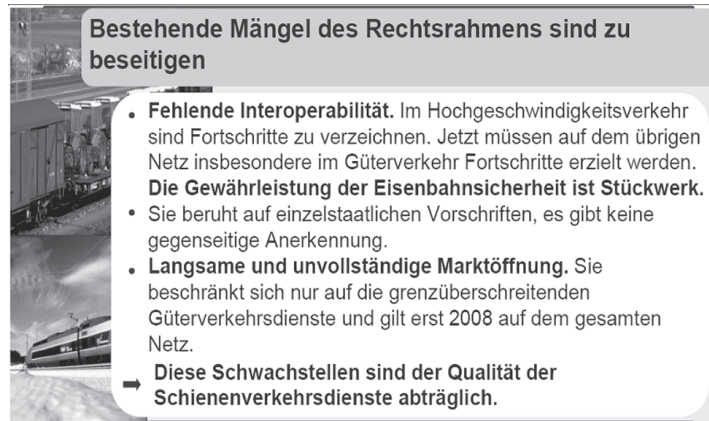 Bestehende Mängel des Rechtsrahmens sind zu
beseitigen
• Fehlende Interoperabilität. Im Hochgeschwindigkeitsverkehr
sind Fortschritte zu verzeichnen. Jetzt müssen auf dem übrigen
Netz insbesondere im Güterverkehr Fortschritte erzielt werden.
Die Gewährleistung der Eisenbahnsicherheit ist Stückwerk.
• Sie beruht auf einzelstaatlichen Vorschriften, es gibt keine
gegenseitige Anerkennung.
• Langsame und unvollständige Marktöffnung. Sie
beschränkt sich nur auf die grenzüberschreitenden
Güterverkehrsdienste und gilt erst 2008 auf dem gesamten
Netz.
➡ Diese Schwachstellen sind der Qualität der
Schienenverkehrsdienste abträglich.